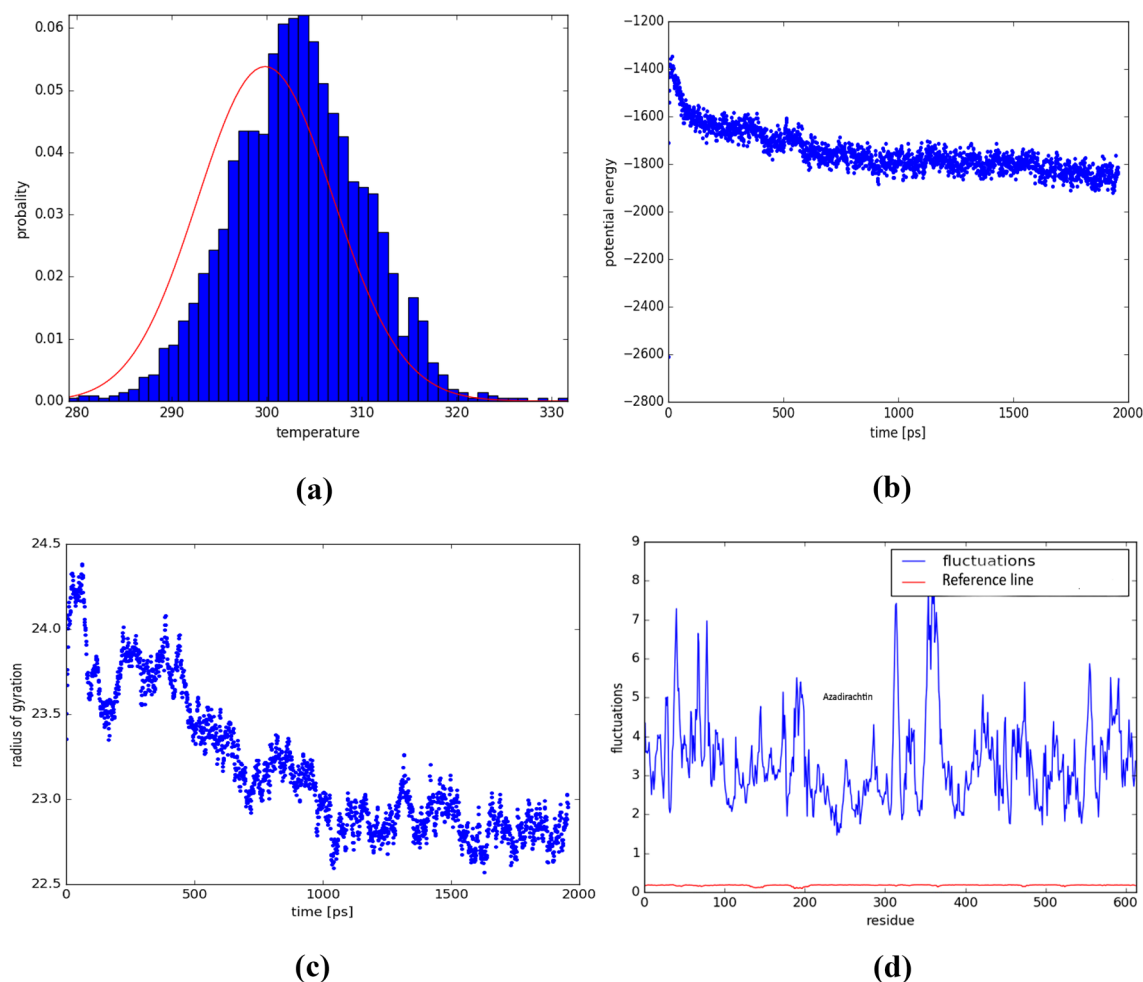 0.06
0.05
0.04
0.03
0.02
0.01
0.00
probality
280 290 300 310 320 330
temperature
(a)
−1200
−1400
−1600
−1800
−2000
−2200
−2400
−2600
−2800
potential energy
0 500 1000 1500 2000
time [ps]
(b)
24.5
24.0
23.5
23.0
22.5
radius of gyration
0 500 1000 1500 2000
time [ps]
(c)
9
8
7
6
5
4
3
2
1
0
fluctuations
fluctuations
Reference line
Azadirachtin
0 100 200 300 400 500 600
residue
(d)